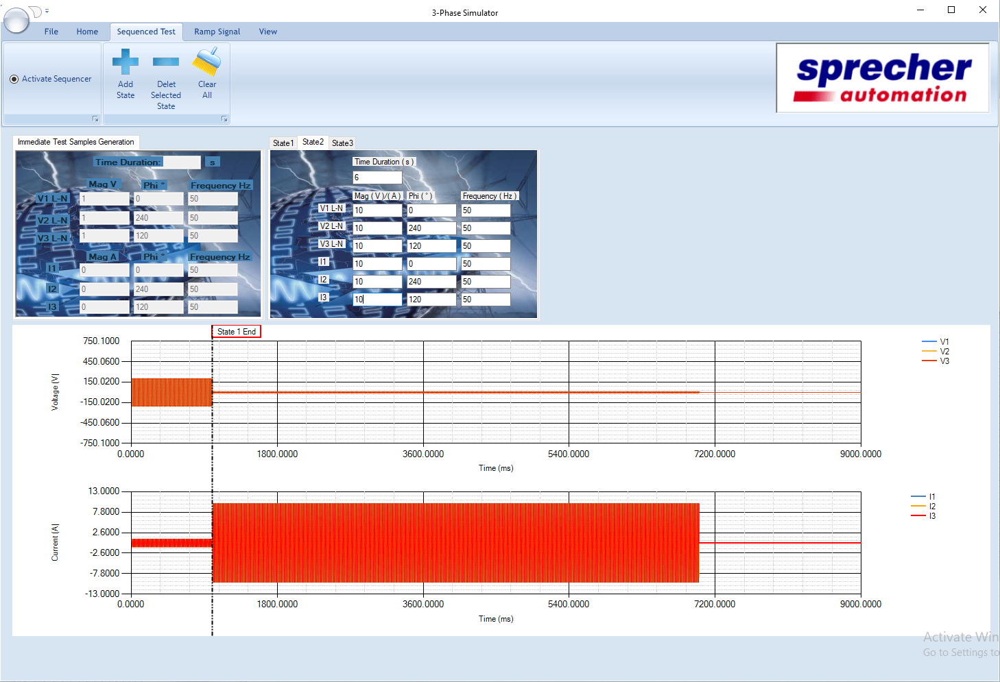 3-Phase Simulator
File Home Sequenced Test Ramp Signal View
Activate Sequencer
Add State
Delet Selected State
Clear All
sprecher
automation
Immediate Test Samples Generation
Time Duration: s
Mag V Phi ° Frequency Hz
V1 L-N 1 0 50
V2 L-N 1 240 50
V3 L-N 1 120 50
Mag A Phi ° Frequency Hz
I1 0 0 50
I2 0 240 50
I3 0 120 50
State1 State2 State3
Time Duration ( s )
6
Mag ( V )/( A ) Phi ( ° ) Frequency ( Hz )
V1 L-N 10 0 50
V2 L-N 10 240 50
V3 L-N 10 120 50
I1 10 0 50
I2 10 240 50
I3 10 120 50
State 1 End
750.1000
450.0600
150.0200
-150.0200
-450.0600
-750.1000
Voltage (V)
0.0000 1800.0000 3600.0000 5400.0000 7200.0000 9000.0000
Time (ms)
V1
V2
V3
13.0000
7.8000
2.6000
-2.6000
-7.8000
-13.0000
Current (A)
0.0000 1800.0000 3600.0000 5400.0000 7200.0000 9000.0000
Time (ms)
I1
I2
I3
Activate Win
Go to Settings to